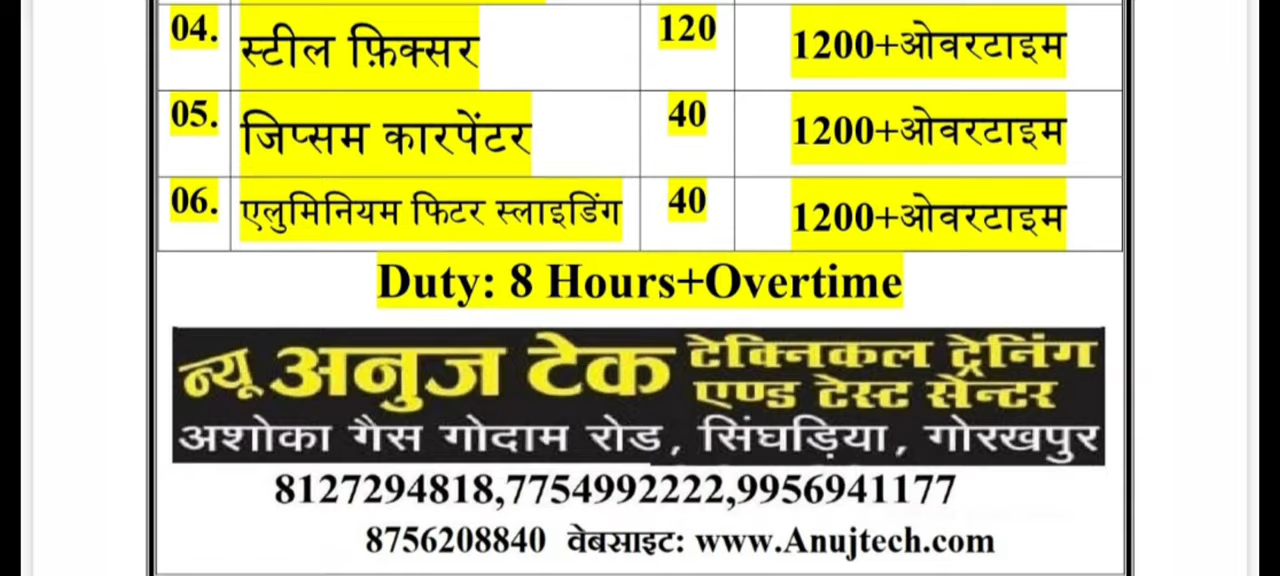 04. स्टील फ़िक्सर 120 1200+ओवरटाइम
05. जिप्सम कारपेंटर 40 1200+ओवरटाइम
06. एलुमिनियम फिटर स्लाइडिंग 40 1200+ओवरटाइम
Duty: 8 Hours+Overtime
न्यू अनुज टेक टेक्निकल ट्रेनिंग
एण्ड टेस्ट सेन्टर
अशोका गैस गोदाम रोड, सिंघड़िया, गोरखपुर
8127294818,7754992222,9956941177
8756208840 वेबसाइट: www.Anujtech.com